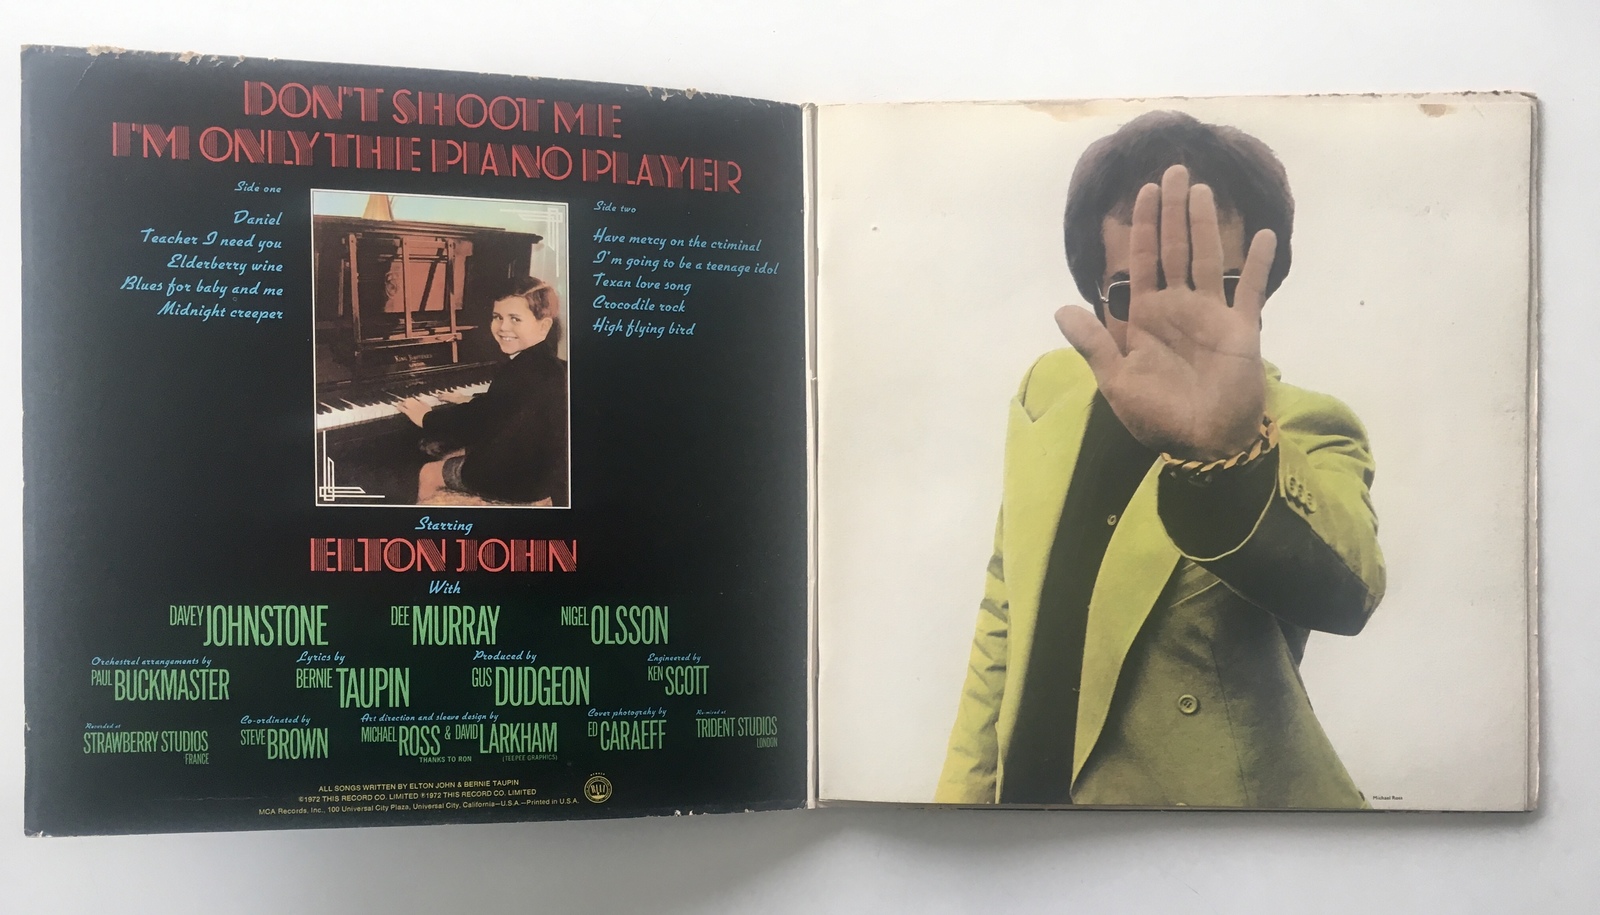 DON'T SHOOT ME
I'M ONLY THE PIANO PLAYER
Side one
Daniel
Teacher I need you
Elderberry wine
Blues for baby and me
Midnight creeper
Side two
Have mercy on the criminal
I'm going to be a teenage idol
Texan love song
Crocodile rock
High flying bird
Starring
ELTON JOHN
With
DAVEY JOHNSTONE DEE MURRAY NIGEL OLSSON
Orchestral arrangements by Lyrics by Produced by Engineered by
PAUL BUCKMASTER BERNIE TAUPIN GUS DUDGEON KEN SCOTT
Recorded at Co-ordinated by Art direction and sleeve design by Cover photography by Re-mixed at
STRAWBERRY STUDIOS STEVE BROWN MICHAEL ROSS & DAVID LARKHAM ED CARAEFF TRIDENT STUDIOS
FRANCE THANKS TO RON (TEEPEE GRAPHICS) LONDON
ALL SONGS WRITTEN BY ELTON JOHN & BERNIE TAUPIN
©1972 THIS RECORD CO. LIMITED ℗1972 THIS RECORD CO. LIMITED
MCA Records, Inc., 100 Universal City Plaza, Universal City, California—U.S.A.—Printed in U.S.A.
Michael Ross